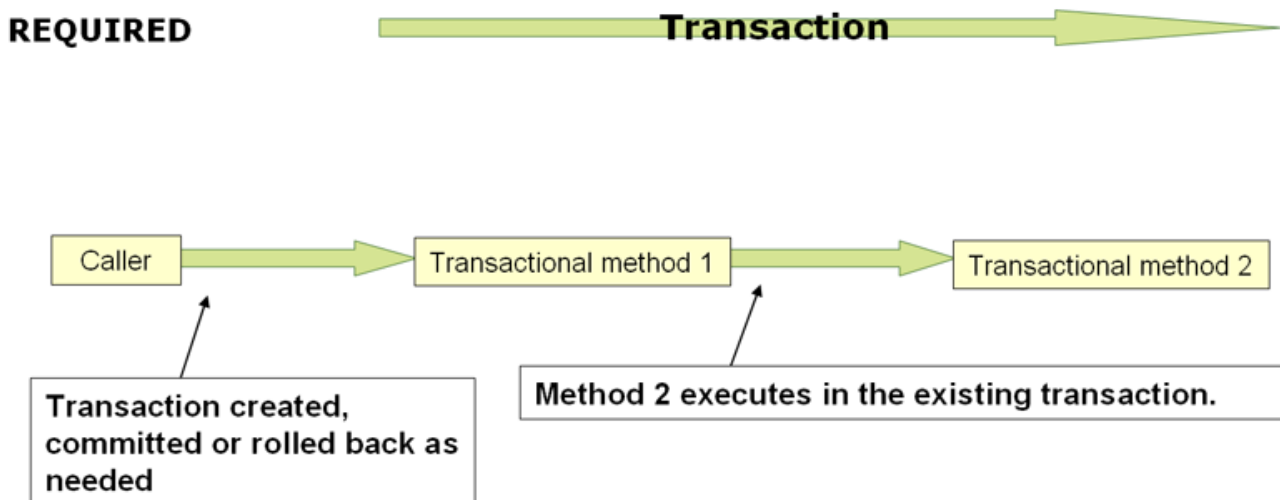 REQUIRED
Transaction
Caller
Transactional method 1
Transactional method 2
Transaction created,
committed or rolled back as
needed
Method 2 executes in the existing transaction.